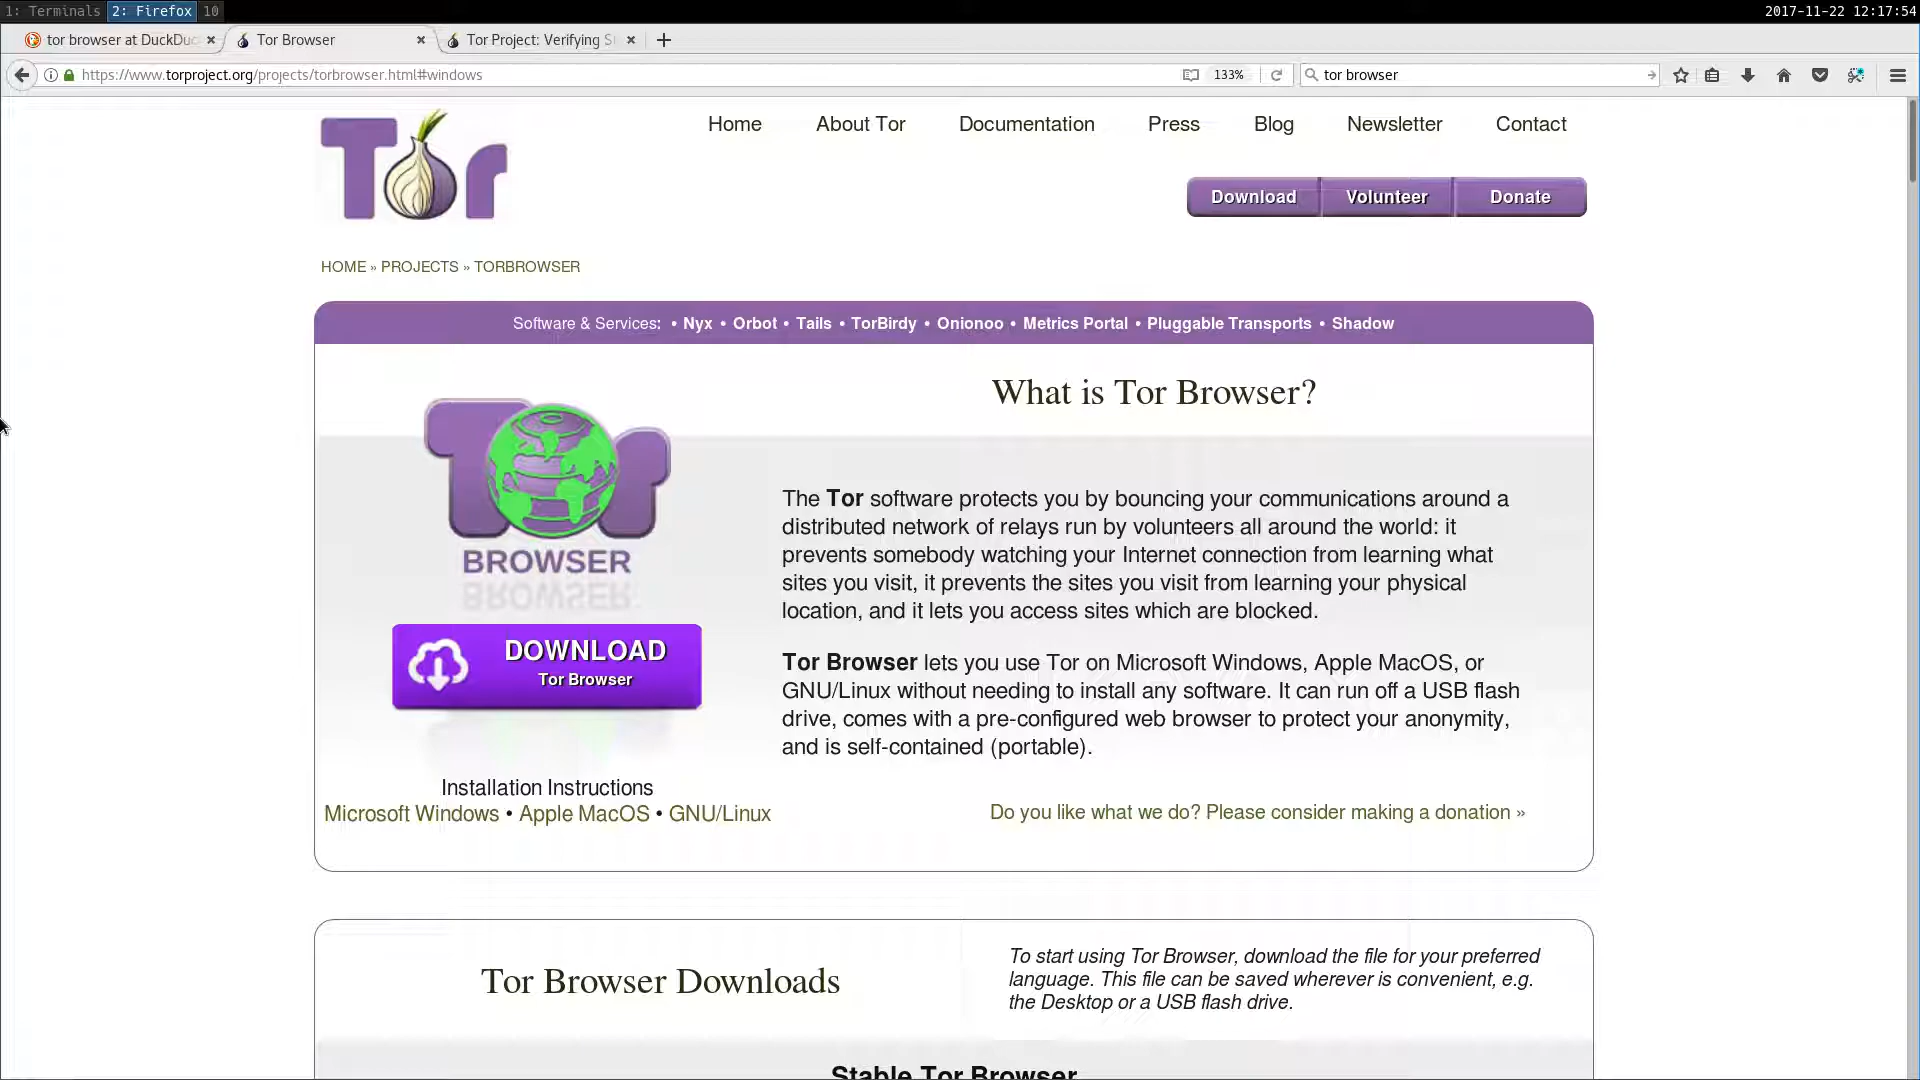 1: Terminals 2: Firefox 10 2017-11-22 12:17:54
tor browser at DuckDuc Tor Browser Tor Project: Verifying S
https://www.torproject.org/projects/torbrowser.html#windows 133% tor browser
Tor
Home About Tor Documentation Press Blog Newsletter Contact
Download Volunteer Donate
HOME » PROJECTS » TORBROWSER
Software & Services: • Nyx • Orbot • Tails • TorBirdy • Onionoo • Metrics Portal • Pluggable Transports • Shadow
What is Tor Browser?
Tor
BROWSER
DOWNLOAD
Tor Browser
Installation Instructions
Microsoft Windows • Apple MacOS • GNU/Linux
The Tor software protects you by bouncing your communications around a
distributed network of relays run by volunteers all around the world: it
prevents somebody watching your Internet connection from learning what
sites you visit, it prevents the sites you visit from learning your physical
location, and it lets you access sites which are blocked.
Tor Browser lets you use Tor on Microsoft Windows, Apple MacOS, or
GNU/Linux without needing to install any software. It can run off a USB flash
drive, comes with a pre-configured web browser to protect your anonymity,
and is self-contained (portable).
Do you like what we do? Please consider making a donation »
Tor Browser Downloads
To start using Tor Browser, download the file for your preferred
language. This file can be saved wherever is convenient, e.g.
the Desktop or a USB flash drive.
Stable Tor Browser